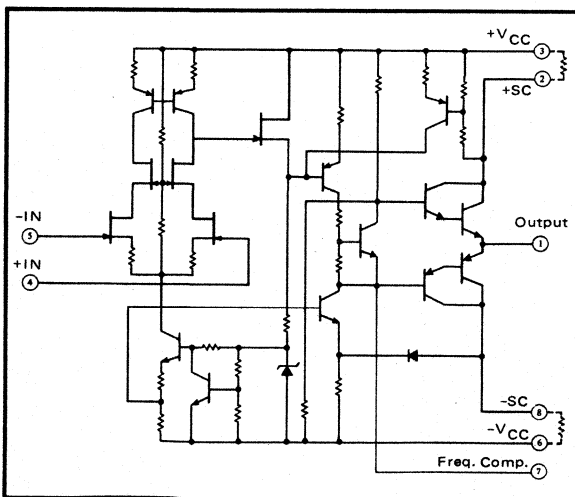 +VCC
3
2
+SC
-IN
5
+IN
4
Output
1
-SC
8
-VCC
6
Freq. Comp.
7